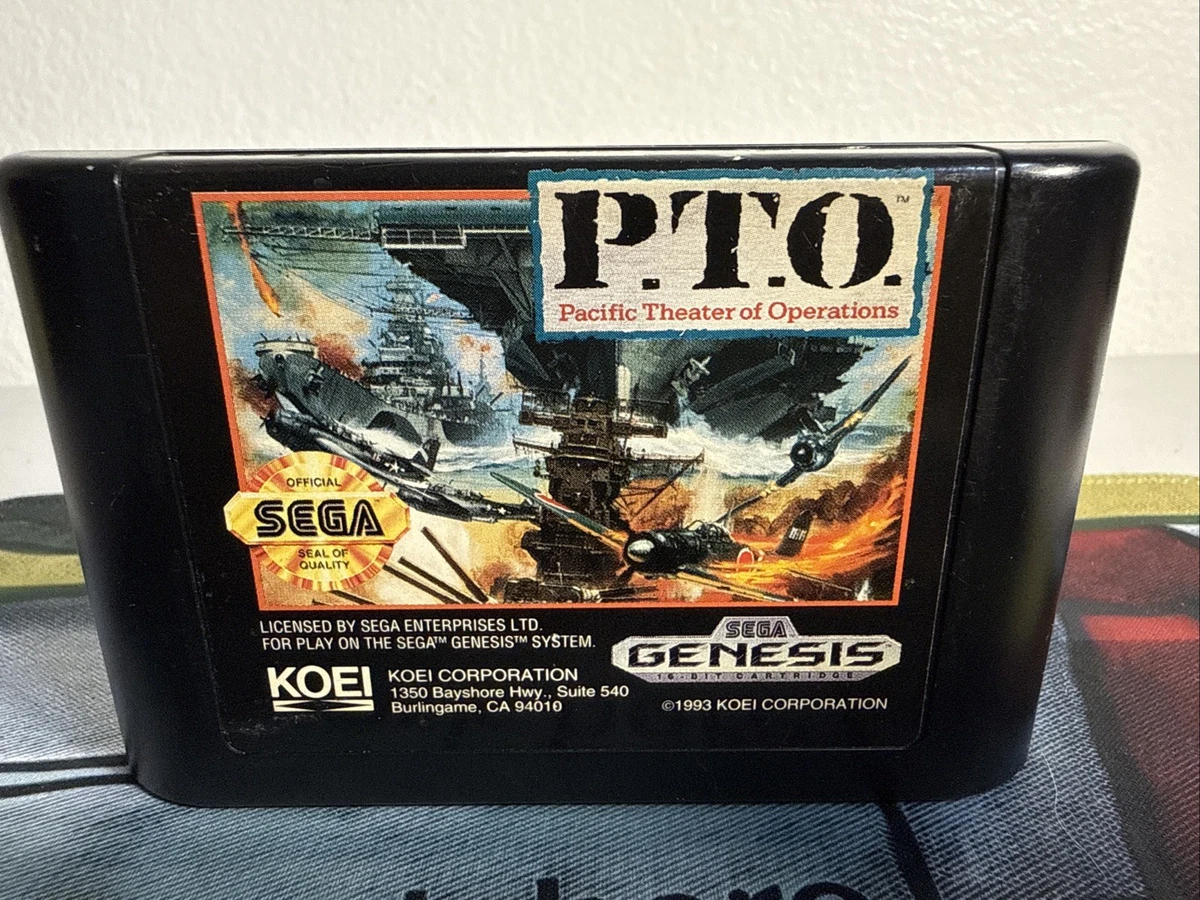 P.T.O.™
Pacific Theater of Operations
OFFICIAL
SEGA
SEAL OF
QUALITY
LICENSED BY SEGA ENTERPRISES LTD.
FOR PLAY ON THE SEGA™ GENESIS™ SYSTEM.
SEGA
GENESIS
16-BIT CARTRIDGE
KOEI
KOEI CORPORATION
1350 Bayshore Hwy., Suite 540
Burlingame, CA 94010
©1993 KOEI CORPORATION